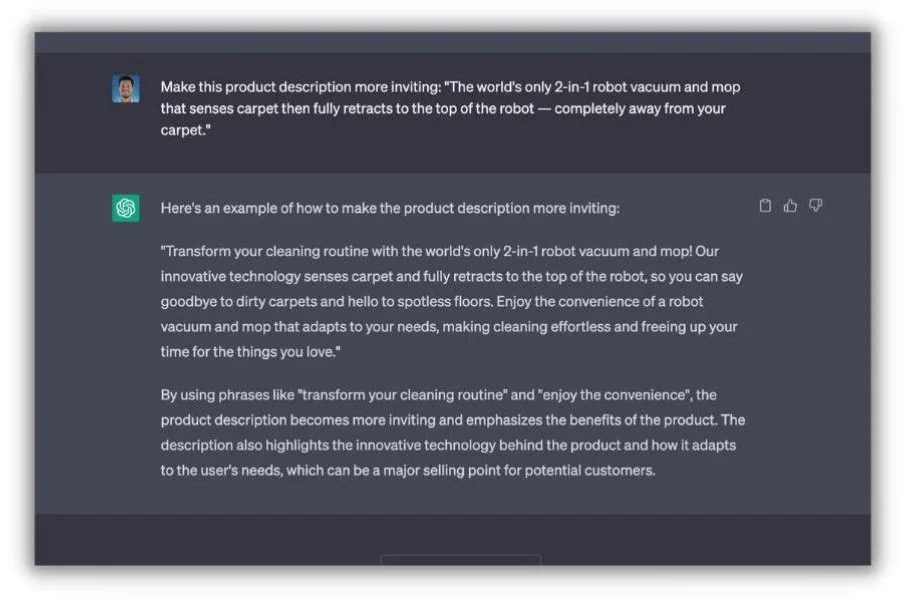 Make this product description more inviting: "The world's only 2-in-1 robot vacuum and mop
that senses carpet then fully retracts to the top of the robot — completely away from your
carpet."
Here's an example of how to make the product description more inviting:
"Transform your cleaning routine with the world's only 2-in-1 robot vacuum and mop! Our
innovative technology senses carpet and fully retracts to the top of the robot, so you can say
goodbye to dirty carpets and hello to spotless floors. Enjoy the convenience of a robot
vacuum and mop that adapts to your needs, making cleaning effortless and freeing up your
time for the things you love."
By using phrases like "transform your cleaning routine" and "enjoy the convenience", the
product description becomes more inviting and emphasizes the benefits of the product. The
description also highlights the innovative technology behind the product and how it adapts
to the user's needs, which can be a major selling point for potential customers.